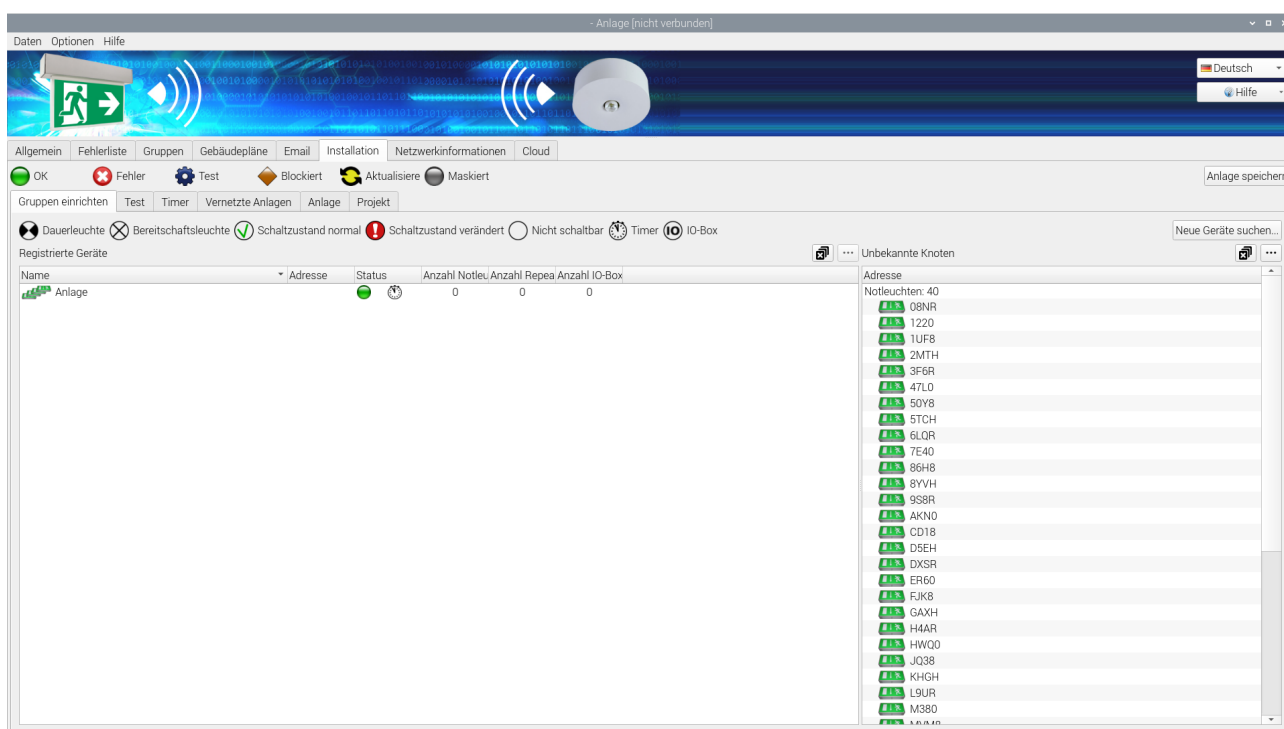 - Anlage [nicht verbunden]
Daten Optionen Hilfe
Deutsch
Hilfe
Allgemein Fehlerliste Gruppen Gebäudepläne Email Installation Netzwerkinformationen Cloud
OK Fehler Test Blockiert Aktualisiere Maskiert Anlage speichern
Gruppen einrichten Test Timer Vernetzte Anlagen Anlage Projekt
Dauerleuchte Bereitschaftsleuchte Schaltzustand normal Schaltzustand verändert Nicht schaltbar Timer IO IO-Box Neue Geräte suchen...
Registrierte Geräte ... Unbekannte Knoten ...
Name Adresse Status Anzahl Notleu Anzahl Repea Anzahl IO-Box Adresse
Anlage 0 0 0 Notleuchten: 40
08NR
1220
1UF8
2MTH
3F6R
47L0
50Y8
5TCH
6LQR
7E40
86H8
8YVH
9S8R
AKN0
CD18
D5EH
DXSR
ER60
FJK8
GAXH
H4AR
HWQ0
JQ38
KHGH
L9UR
M380